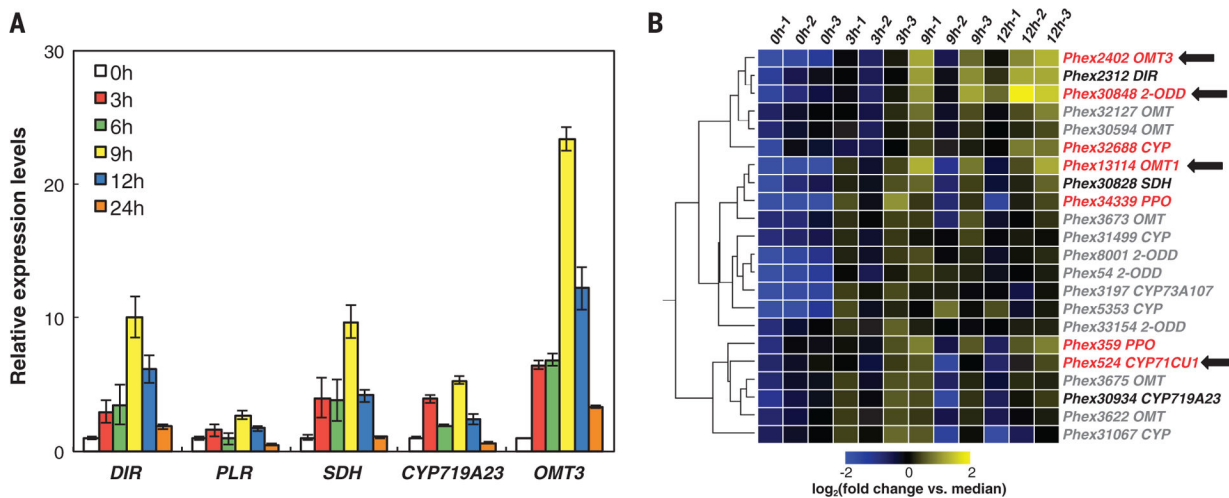 A
Relative expression levels
30
20
10
0
0h
3h
6h
9h
12h
24h
DIR
PLR
SDH
CYP719A23
OMT3
B
0h-1
0h-2
0h-3
3h-1
3h-2
3h-3
9h-1
9h-2
9h-3
12h-1
12h-2
12h-3
Phex2402 OMT3
Phex2312 DIR
Phex30848 2-ODD
Phex32127 OMT
Phex30594 OMT
Phex32688 CYP
Phex13114 OMT1
Phex30828 SDH
Phex34339 PPO
Phex3673 OMT
Phex31499 CYP
Phex8001 2-ODD
Phex54 2-ODD
Phex3197 CYP73A107
Phex5353 CYP
Phex33154 2-ODD
Phex359 PPO
Phex524 CYP71CU1
Phex3675 OMT
Phex30934 CYP719A23
Phex3622 OMT
Phex31067 CYP
-2 0 2
log2(fold change vs. median)